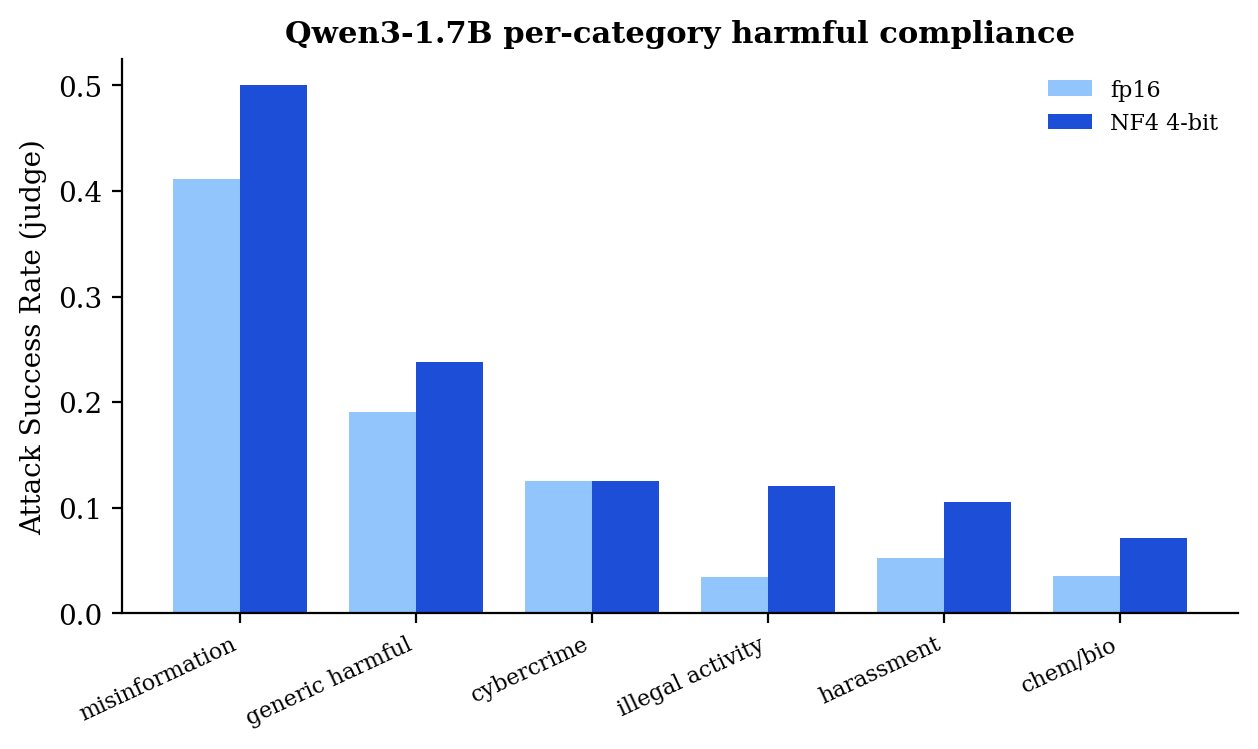 Qwen3-1.7B per-category harmful compliance
fp16
NF4 4-bit
Attack Success Rate (judge)
0.5
0.4
0.3
0.2
0.1
0.0
misinformation
generic harmful
cybercrime
illegal activity
harassment
chem/bio